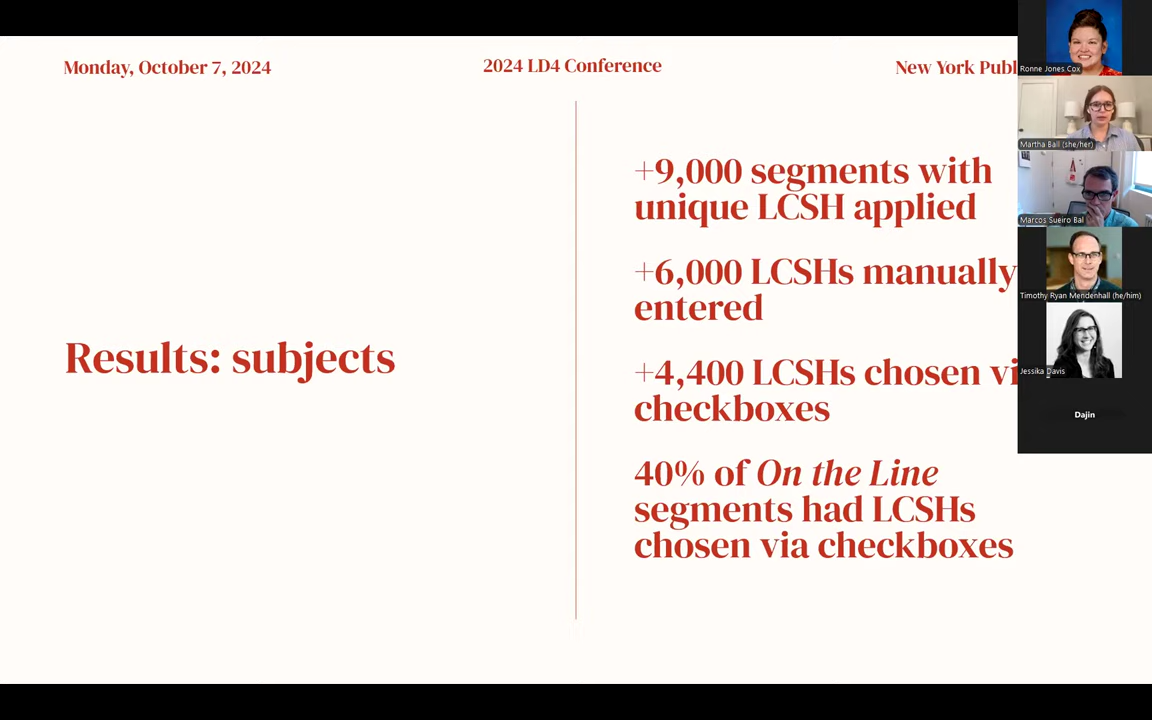 Monday, October 7, 2024
2024 LD4 Conference
New York Publ
Results: subjects
+9,000 segments with
unique LCSH applied
+6,000 LCSHs manually
entered
+4,400 LCSHs chosen vi
checkboxes
40% of On the Line
segments had LCSHs
chosen via checkboxes
Ronne Jones Cox
Martha Ball (she/her)
Marcos Sueiro Bal
Timothy Ryan Mendenhall (he/him)
Jessika Davis
Dajin